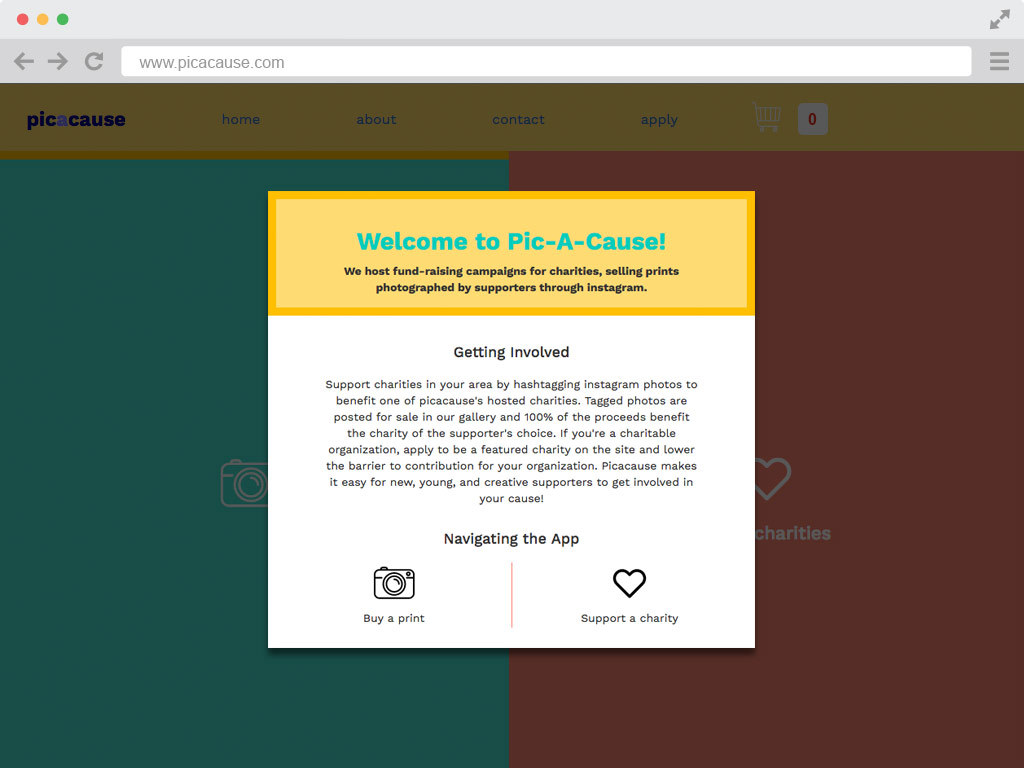 www.picacause.com
picacause home about contact apply 0
Welcome to Pic-A-Cause!
We host fund-raising campaigns for charities, selling prints
photographed by supporters through instagram.
Getting Involved
Support charities in your area by hashtagging instagram photos to
benefit one of picacause's hosted charities. Tagged photos are
posted for sale in our gallery and 100% of the proceeds benefit
the charity of the supporter's choice. If you're a charitable
organization, apply to be a featured charity on the site and lower
the barrier to contribution for your organization. Picacause makes
it easy for new, young, and creative supporters to get involved in
your cause!
charities
Navigating the App
Buy a print
Support a charity